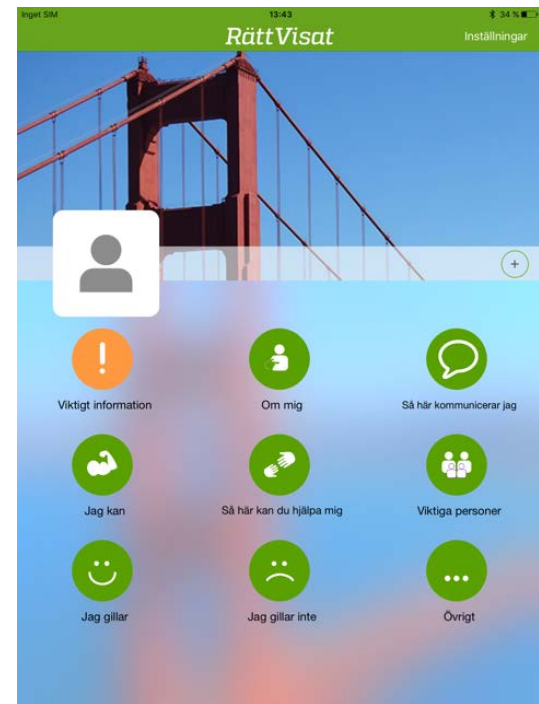 Inget SIM 13:43 34 %
RättVisat Inställningar
Viktigt information Om mig Så här kommunicerar jag
Jag kan Så här kan du hjälpa mig Viktiga personer
Jag gillar Jag gillar inte Övrigt